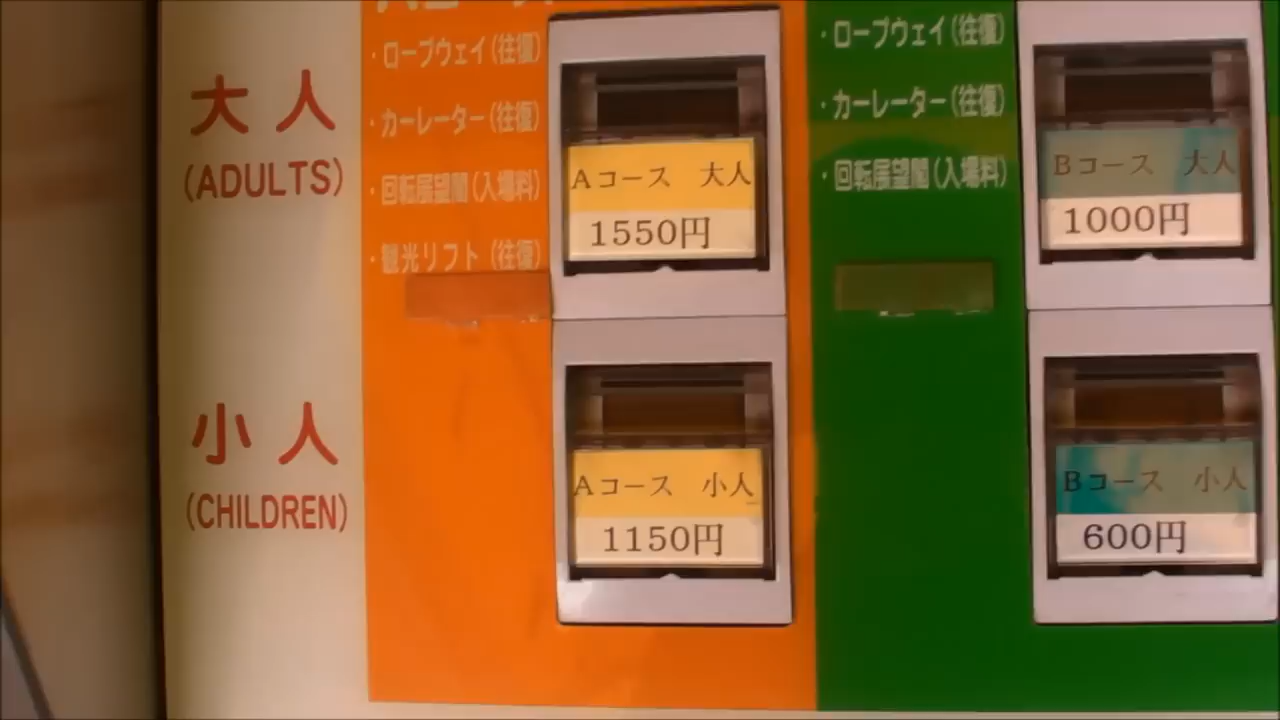 大人
(ADULTS)
・ロープウェイ(往復)
・カーレーター(往復)
・回転展望閣(入場料)
・観光リフト(往復)
Aコース 大人
1550円
・ロープウェイ(往復)
・カーレーター(往復)
・回転展望閣(入場料)
Bコース 大人
1000円
小人
(CHILDREN)
Aコース 小人
1150円
Bコース 小人
600円